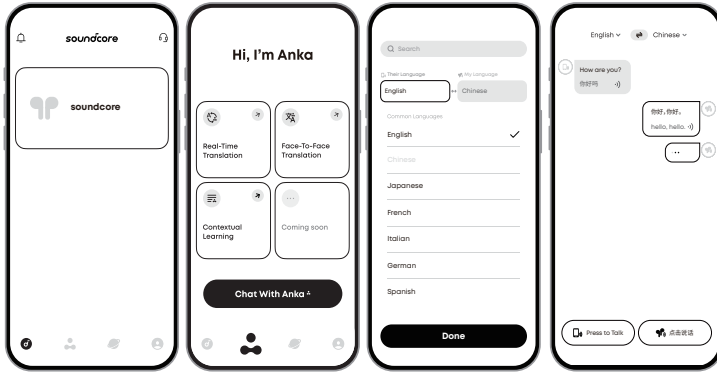 soundcore
soundcore
Hi, I'm Anka
Real-Time
Translation
Face-To-Face
Translation
Contextual
Learning
Coming soon
Chat With Anka
Search
Their Language
My Language
English
Chinese
Common Languages
English
Chinese
Japanese
French
Italian
German
Spanish
Done
English
Chinese
How are you?
你好吗
你好,你好。
hello, hello.
Press to Talk
点击说话